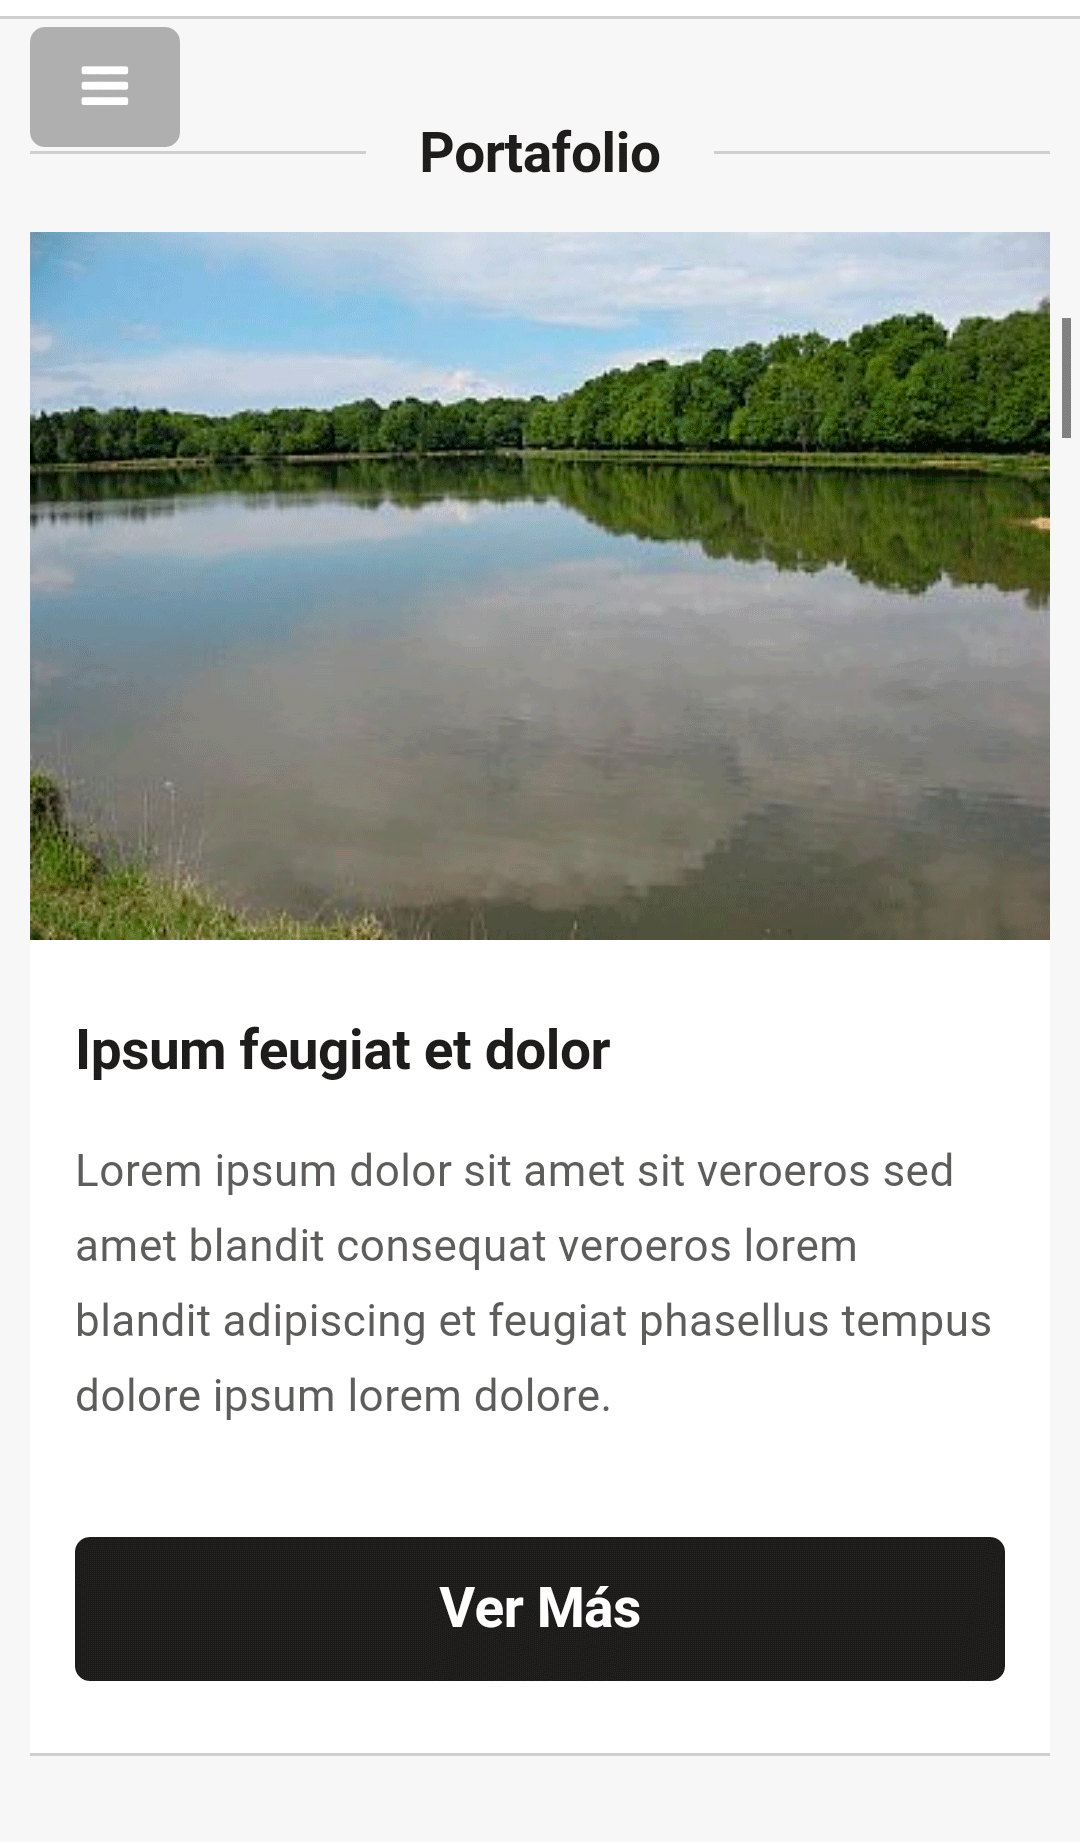 Portafolio
Ipsum feugiat et dolor
Lorem ipsum dolor sit amet sit veroeros sed
amet blandit consequat veroeros lorem
blandit adipiscing et feugiat phasellus tempus
dolore ipsum lorem dolore.
Ver Más